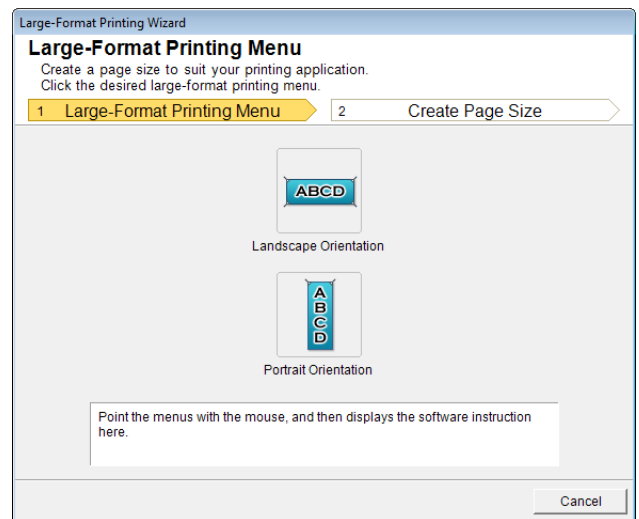 Large-Format Printing Wizard
Large-Format Printing Menu
Create a page size to suit your printing application.
Click the desired large-format printing menu.
1 Large-Format Printing Menu 2 Create Page Size
ABCD
Landscape Orientation
A
B
C
D
Portrait Orientation
Point the menus with the mouse, and then displays the software instruction
here.
Cancel